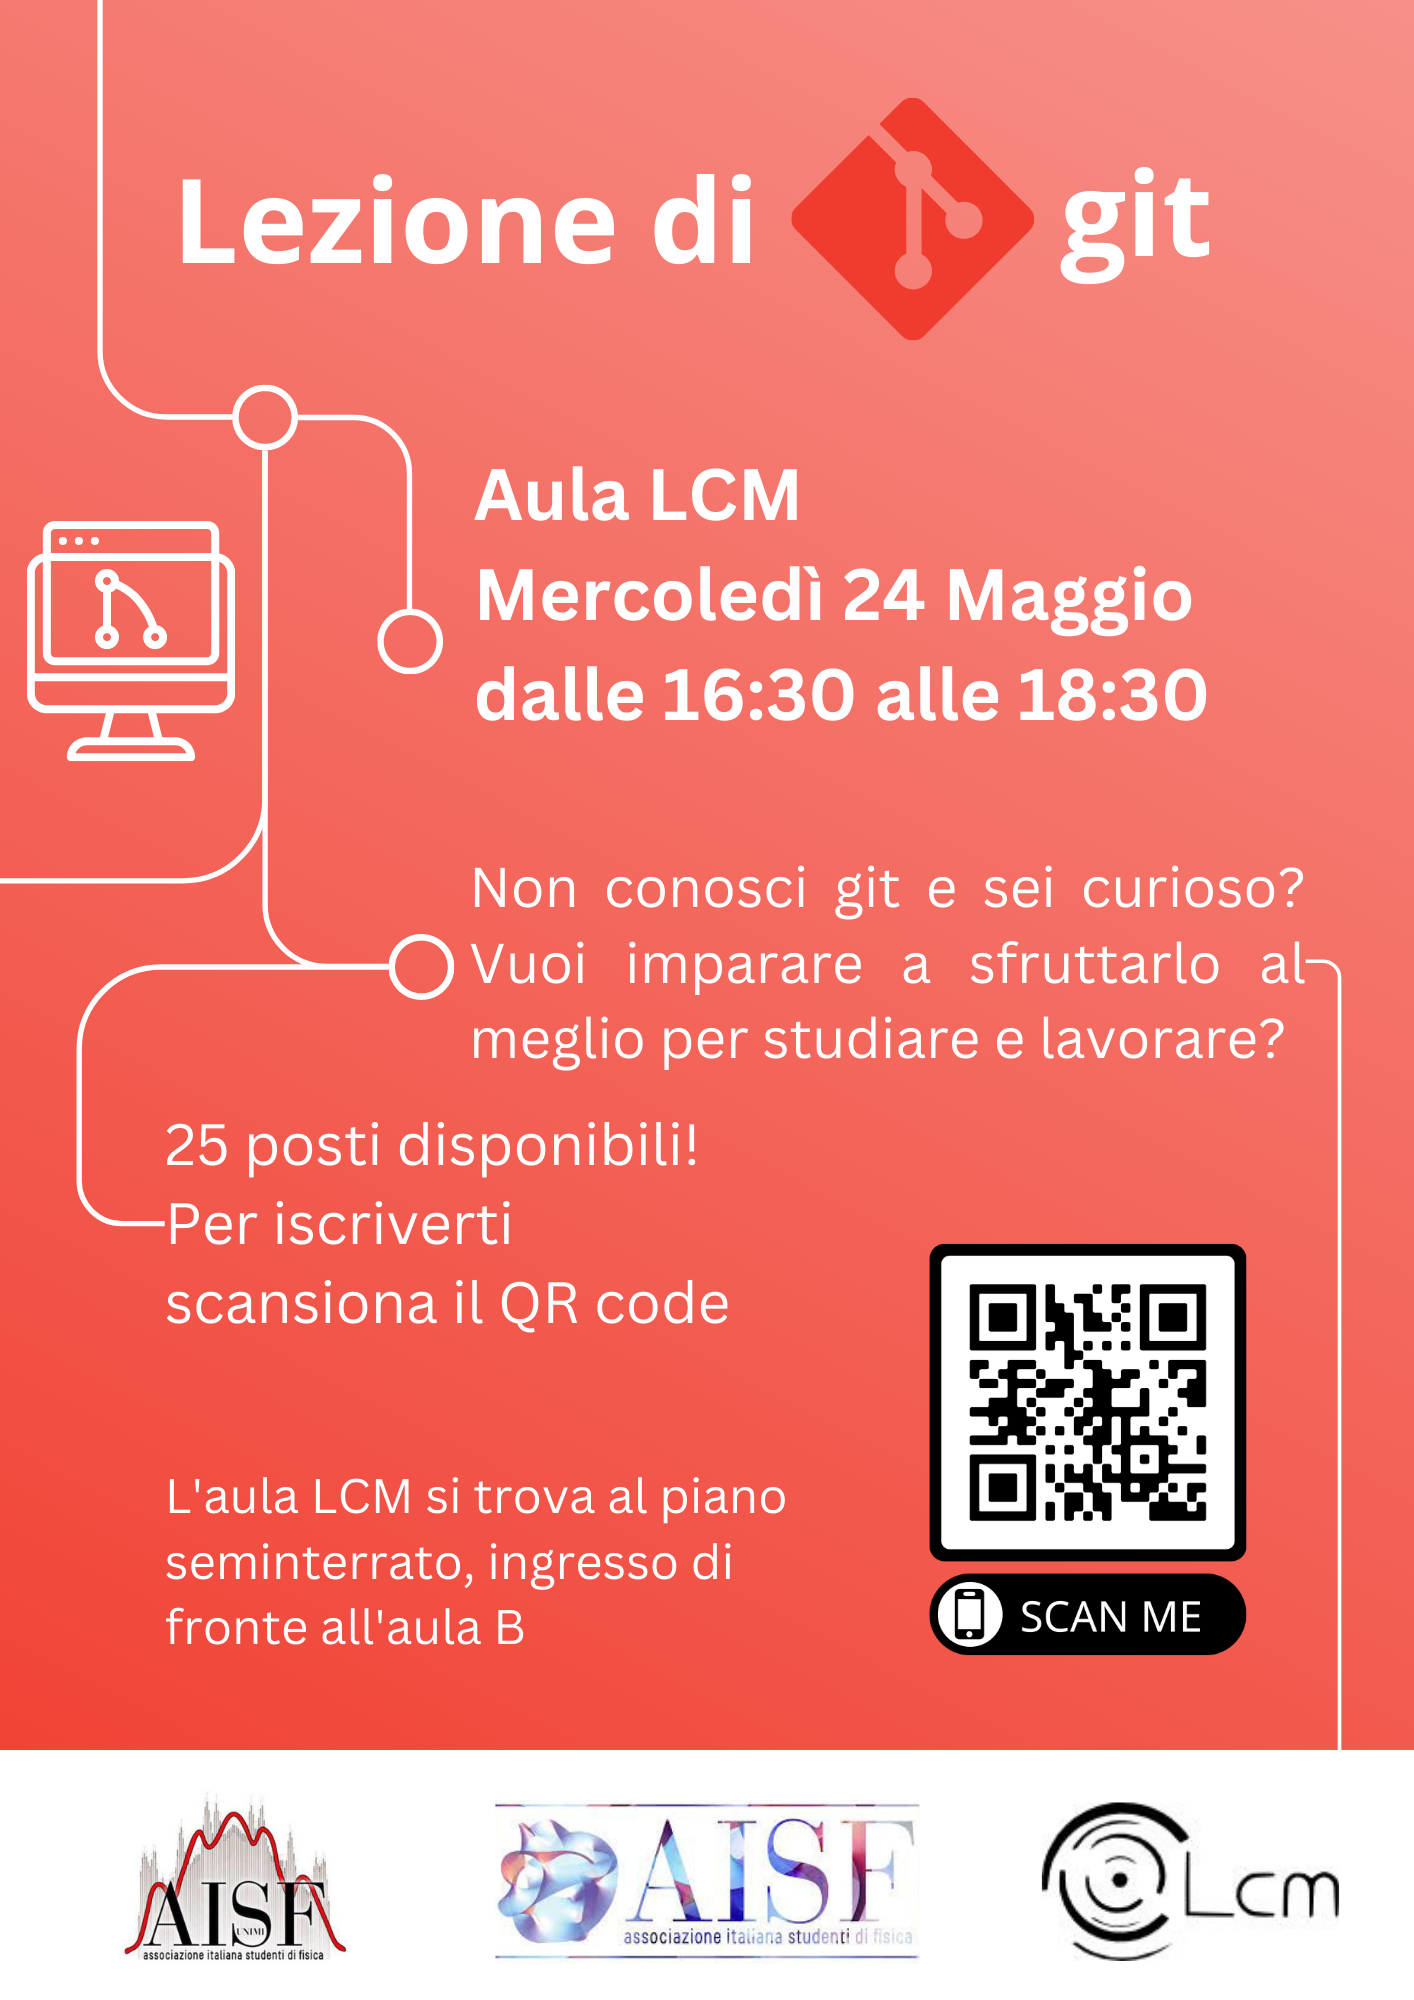 Lezione di git
Aula LCM
Mercoledì 24 Maggio
dalle 16:30 alle 18:30
Non conosci git e sei curioso?
Vuoi imparare a sfruttarlo al
meglio per studiare e lavorare?
25 posti disponibili!
Per iscriverti
scansiona il QR code
L'aula LCM si trova al piano
seminterrato, ingresso di
fronte all'aula B
SCAN ME
AISF
UNIMI
associazione italiana studenti di fisica
AISF
associazione italiana studenti di fisica
Lcm